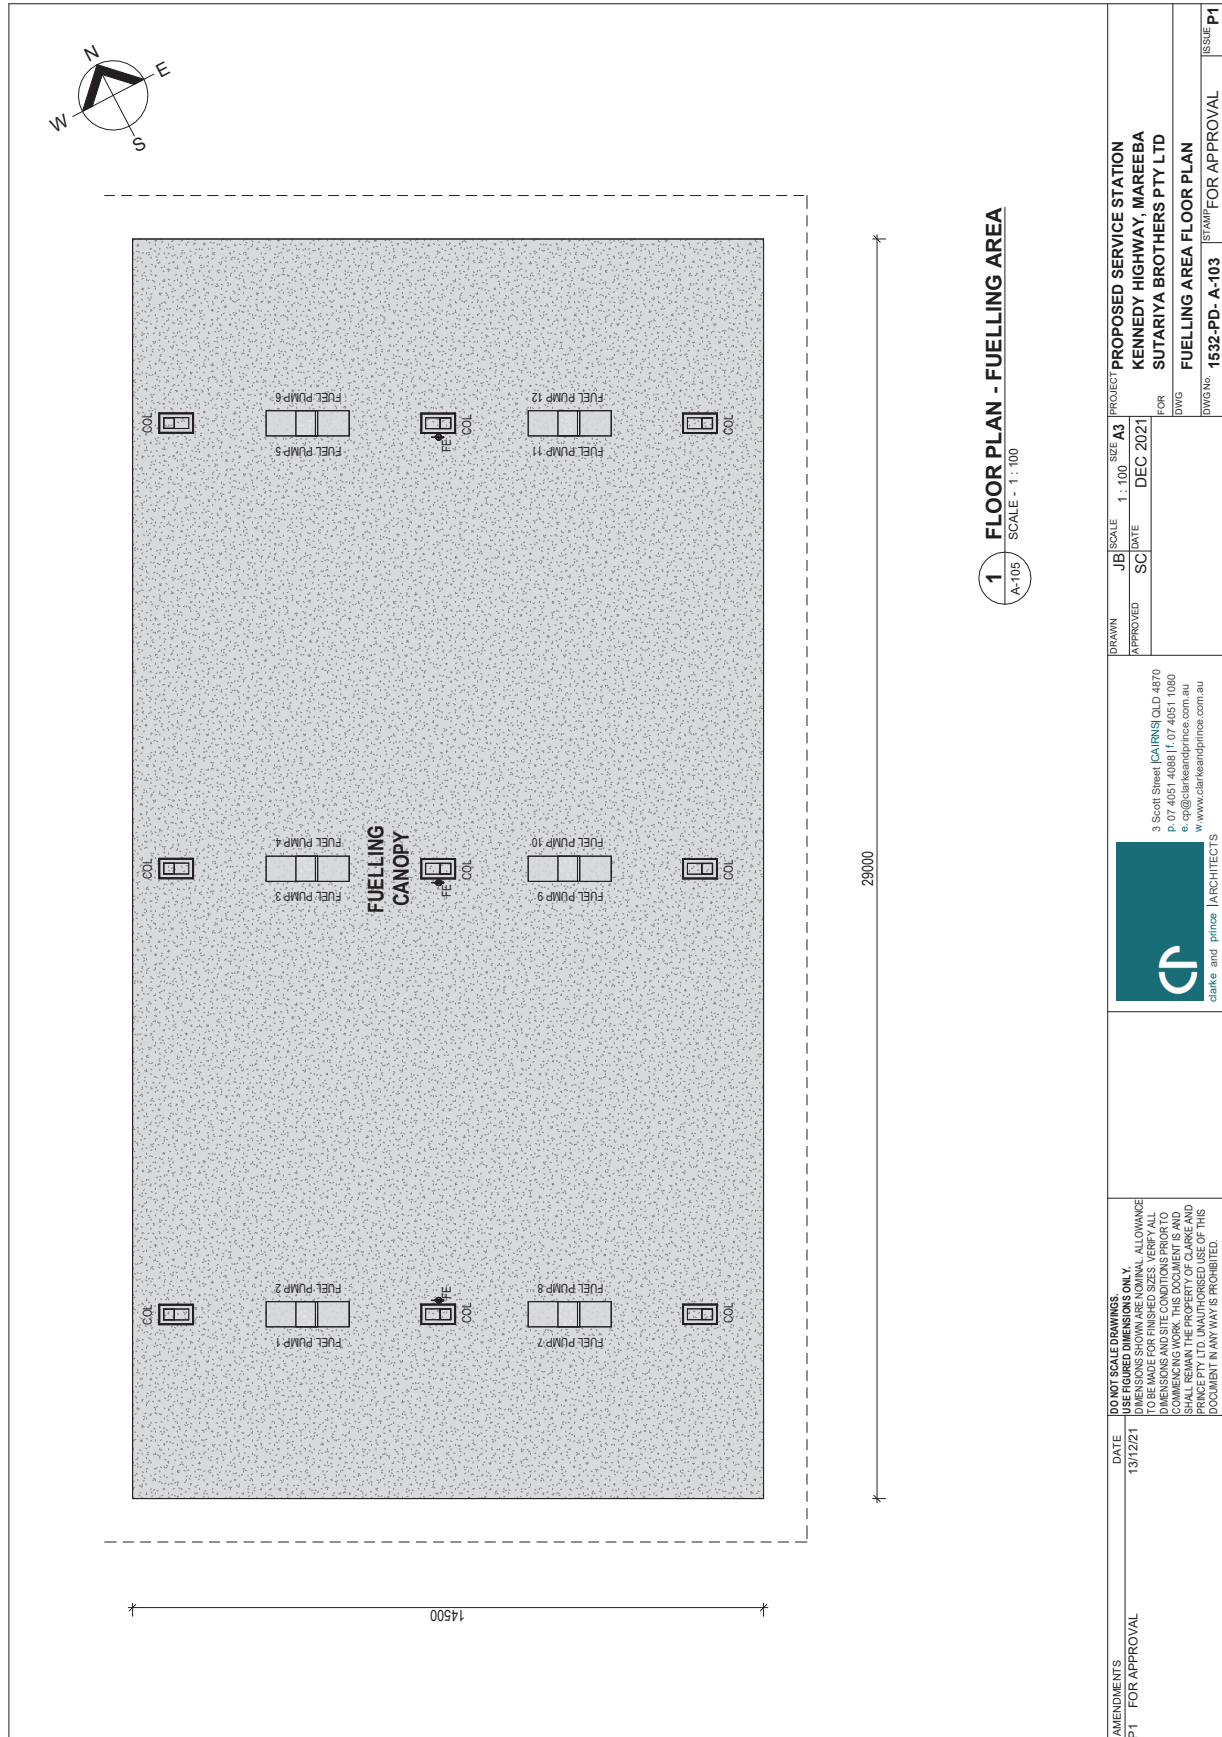 N
E
S
W
COL
COL
COL
FUEL PUMP 2
FUEL PUMP 1
FUEL PUMP 4
FUEL PUMP 3
FUEL PUMP 6
FUEL PUMP 5
FUELLING
CANOPY
FE
COL
FE
COL
FE
COL
FUEL PUMP 8
FUEL PUMP 7
FUEL PUMP 10
FUEL PUMP 9
FUEL PUMP 12
FUEL PUMP 11
COL
COL
COL
14500
29000
1
A-105
FLOOR PLAN - FUELLING AREA
SCALE - 1 : 100
AMENDMENTS DATE
P1 FOR APPROVAL 13/12/21
DO NOT SCALE DRAWINGS.
USE FIGURED DIMENSIONS ONLY.
DIMENSIONS SHOWN ARE NOMINAL. ALLOWANCE
TO BE MADE FOR FINISHED SIZES. VERIFY ALL
DIMENSIONS AND SITE CONDITIONS PRIOR TO
COMMENCING WORK. THIS DOCUMENT IS AND
SHALL REMAIN THE PROPERTY OF CLARKE AND
PRINCE PTY LTD. UNAUTHORISED USE OF THIS
DOCUMENT IN ANY WAY IS PROHIBITED.
cP
clarke and prince | ARCHITECTS
3 Scott Street |CAIRNS| QLD 4870
p. 07 4051 4088 | f. 07 4051 1080
e. cp@clarkeandprince.com.au
w. www.clarkeandprince.com.au
DRAWN JB SCALE 1 : 100 SIZE A3
APPROVED SC DATE DEC 2021
PROJECT PROPOSED SERVICE STATION
KENNEDY HIGHWAY, MAREEBA
FOR SUTARIYA BROTHERS PTY LTD
DWG FUELLING AREA FLOOR PLAN
DWG No. 1532-PD- A-103 STAMP FOR APPROVAL ISSUE P1